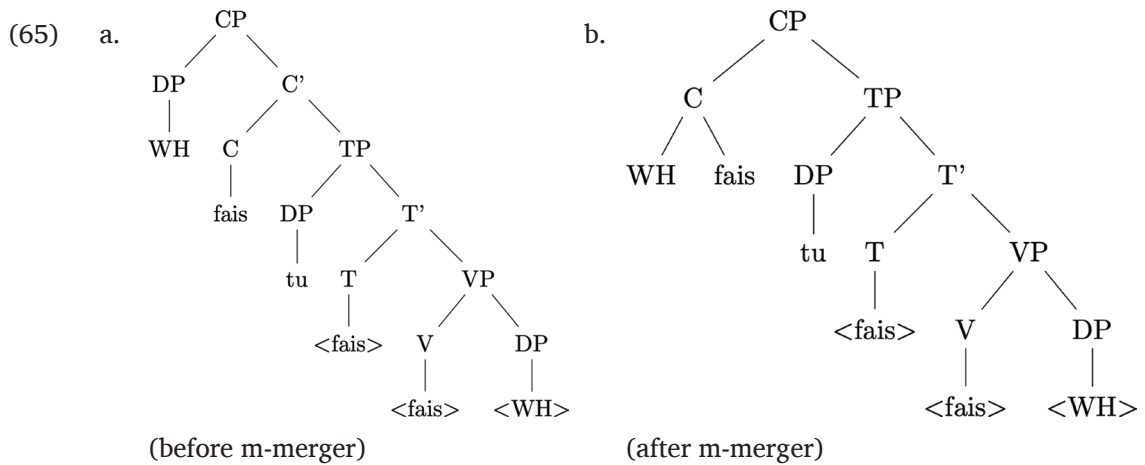 (65) a. CP b. CP
DP C' C TP
WH C TP WH fais DP T'
fais DP T' tu T VP
tu T VP <fais> V DP
<fais> V DP <fais> <WH>
<fais> <WH>
(before m-merger) (after m-merger)